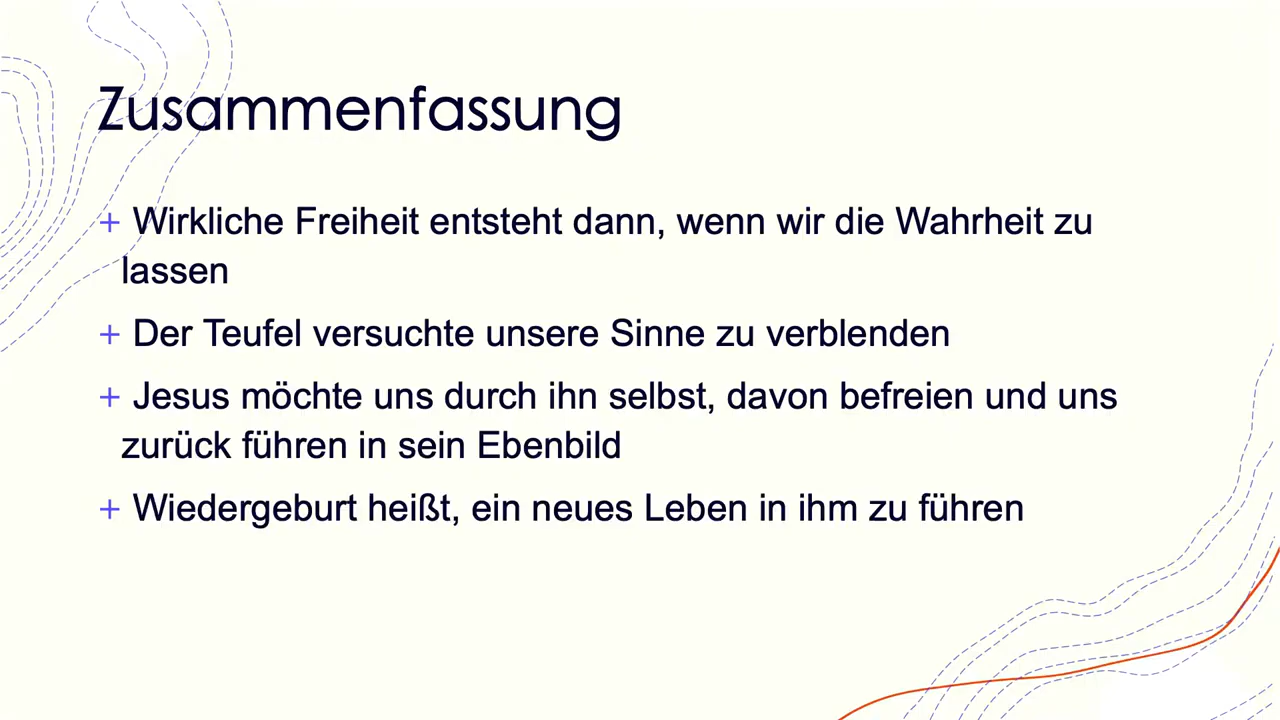 Zusammenfassung
+ Wirkliche Freiheit entsteht dann, wenn wir die Wahrheit zu
lassen
+ Der Teufel versuchte unsere Sinne zu verblenden
+ Jesus möchte uns durch ihn selbst, davon befreien und uns
zurück führen in sein Ebenbild
+ Wiedergeburt heißt, ein neues Leben in ihm zu führen